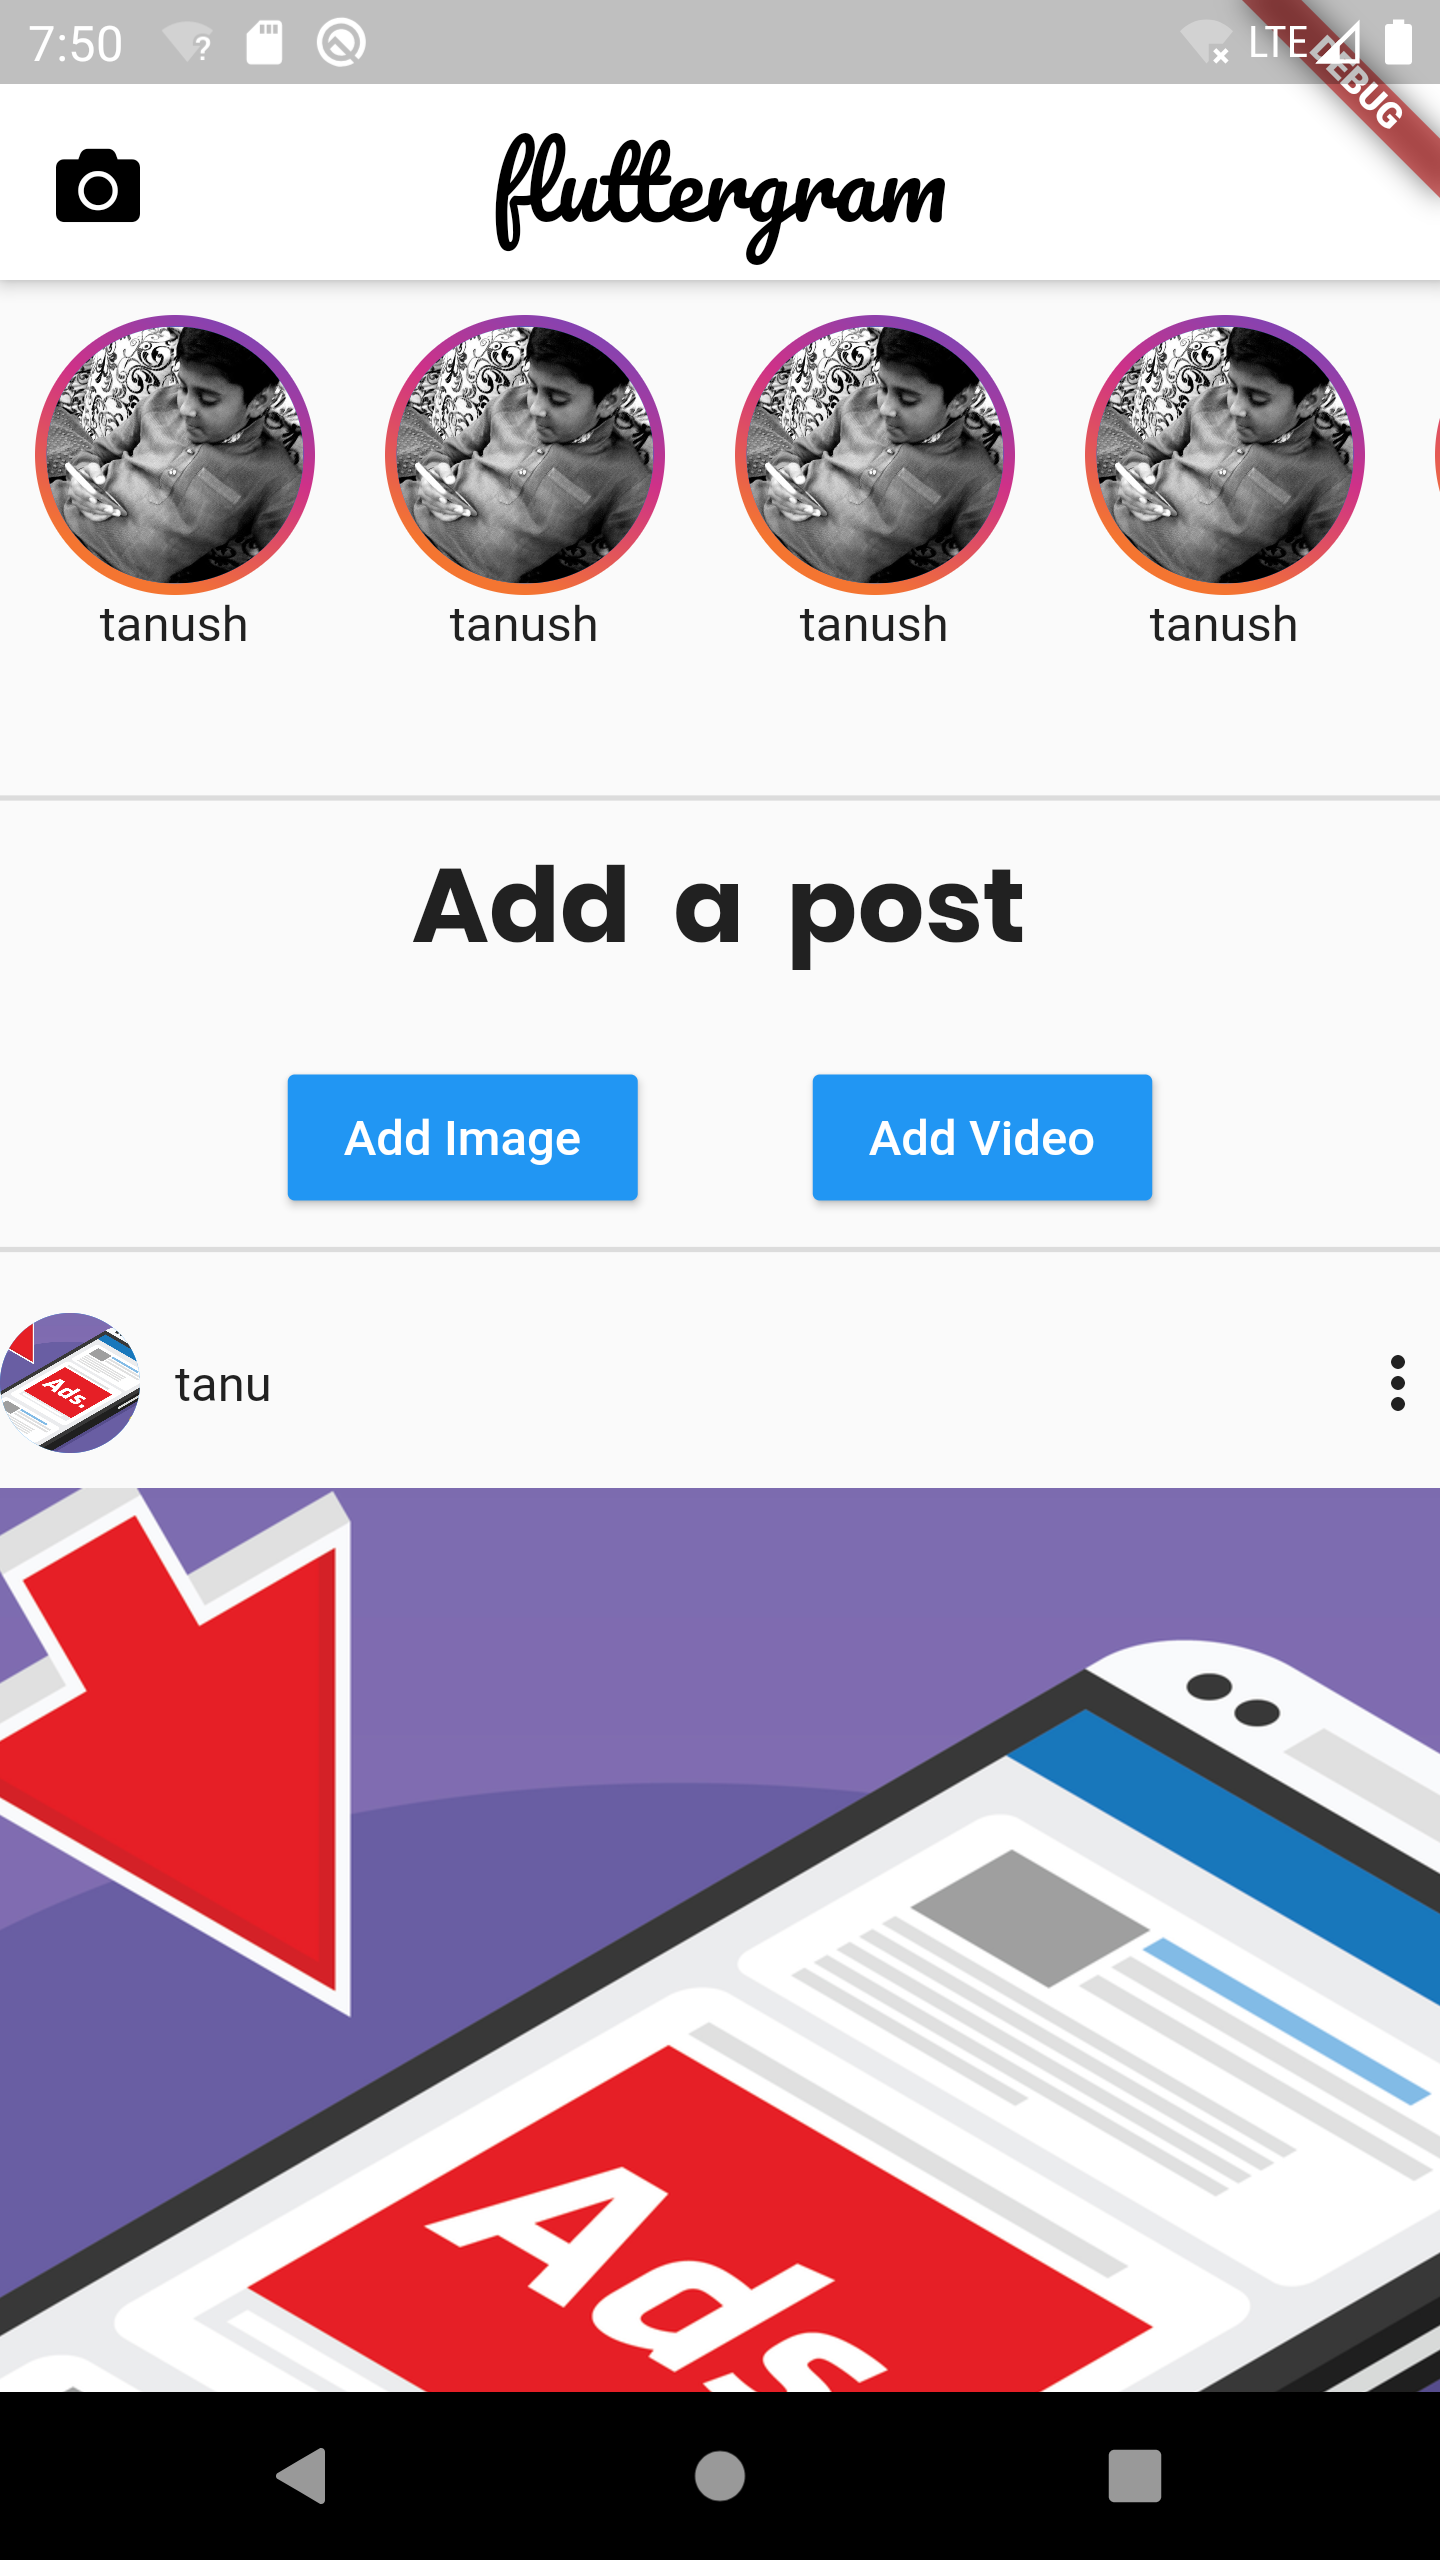 7:50 LTE
DEBUG
fluttergram
tanush tanush tanush tanush
Add a post
Add Image Add Video
tanu
Ads.
Ads